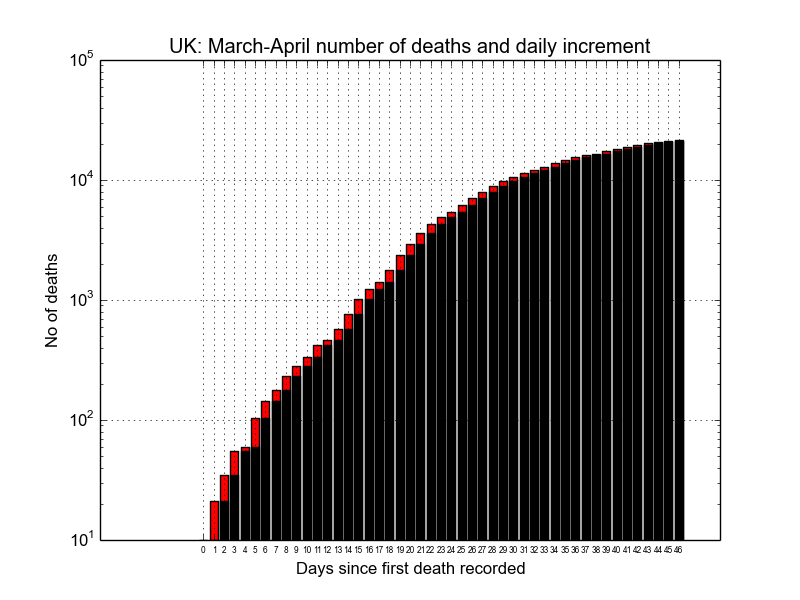 UK: March-April number of deaths and daily increment
10^5
10^4
10^3
10^2
10^1
No of deaths
0 1 2 3 4 5 6 7 8 9 10 11 12 13 14 15 16 17 18 19 20 21 22 23 24 25 26 27 28 29 30 31 32 33 34 35 36 37 38 39 40 41 42 43 44 45 46
Days since first death recorded